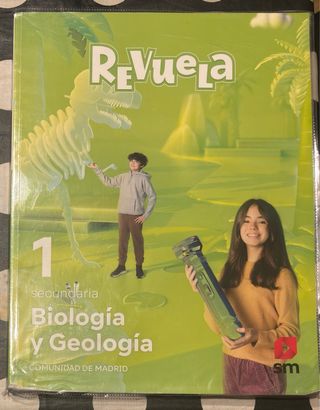 REVUELA
1
secundaria
Biología
y Geología
COMUNIDAD DE MADRID
sm